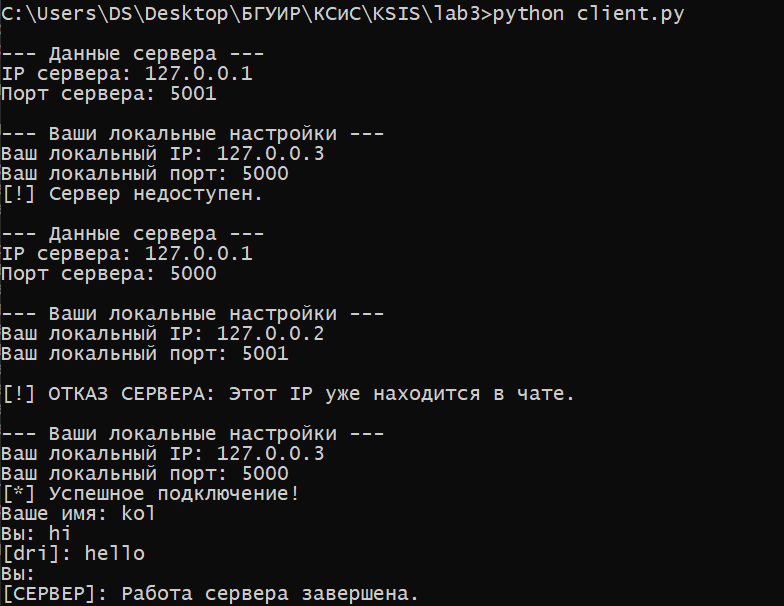 C:\Users\DS\Desktop\БГУИР\КСиС\KSIS\lab3>python client.py
--- Данные сервера ---
IP сервера: 127.0.0.1
Порт сервера: 5001
--- Ваши локальные настройки ---
Ваш локальный IP: 127.0.0.3
Ваш локальный порт: 5000
[!] Сервер недоступен.
--- Данные сервера ---
IP сервера: 127.0.0.1
Порт сервера: 5000
--- Ваши локальные настройки ---
Ваш локальный IP: 127.0.0.2
Ваш локальный порт: 5001
[!] ОТКАЗ СЕРВЕРА: Этот IP уже находится в чате.
--- Ваши локальные настройки ---
Ваш локальный IP: 127.0.0.3
Ваш локальный порт: 5000
[*] Успешное подключение!
Ваше имя: kol
Вы: hi
[dri]: hello
Вы:
[СЕРВЕР]: Работа сервера завершена.